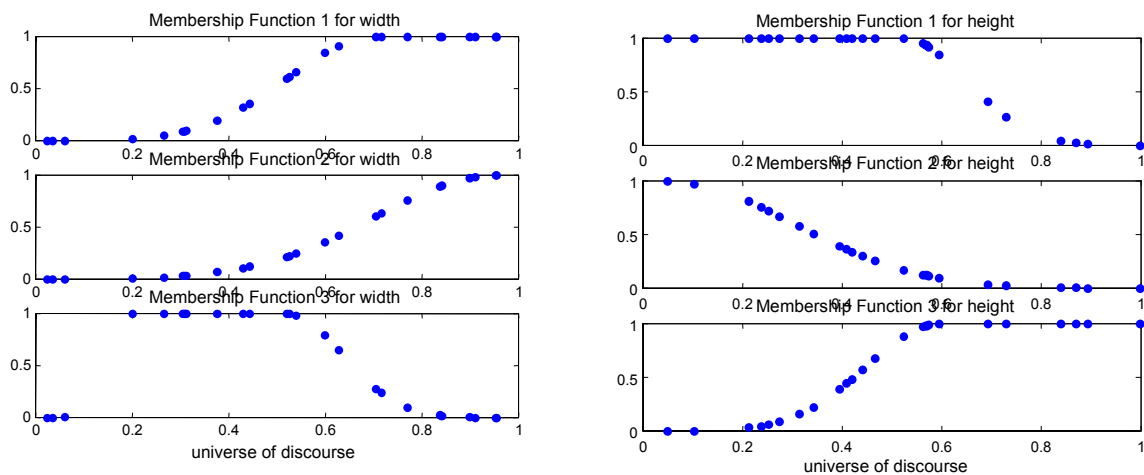 Membership Function 1 for width
1
0.5
0
0 0.2 0.4 0.6 0.8 1
Membership Function 2 for width
1
0.5
0
0 0.2 0.4 0.6 0.8 1
Membership Function 3 for width
1
0.5
0
0 0.2 0.4 0.6 0.8 1
universe of discourse
Membership Function 1 for height
1
0.5
0
0 0.2 0.4 0.6 0.8 1
Membership Function 2 for height
1
0.5
0
0 0.2 0.4 0.6 0.8 1
Membership Function 3 for height
1
0.5
0
0 0.2 0.4 0.6 0.8 1
universe of discourse